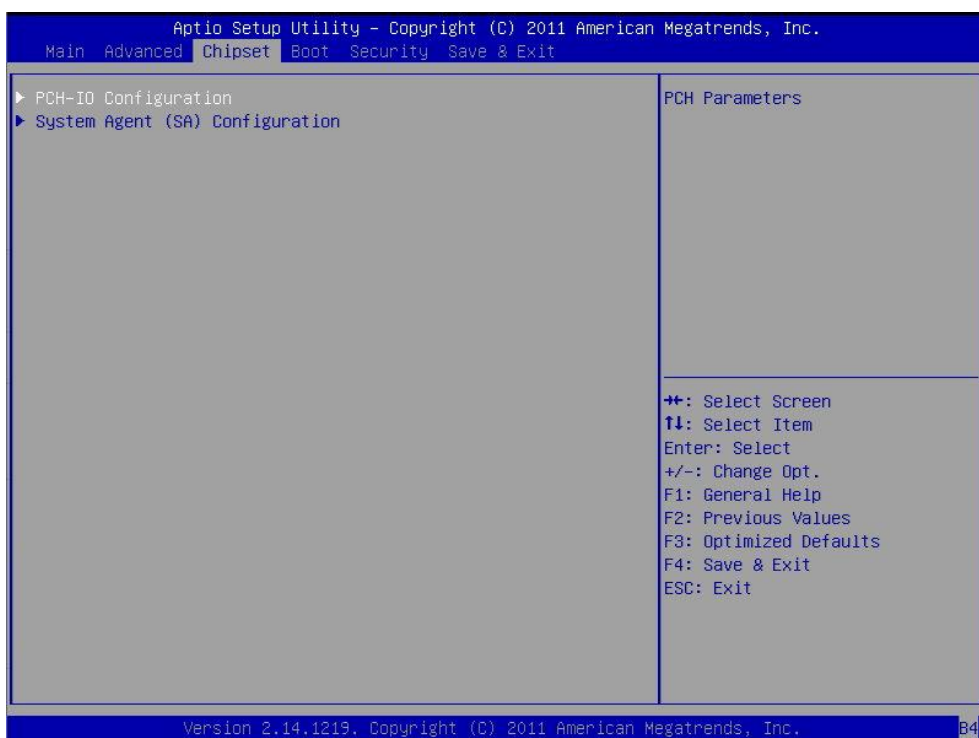 Aptio Setup Utility – Copyright (C) 2011 American Megatrends, Inc.
Main Advanced Chipset Boot Security Save & Exit
▶ PCH-IO Configuration
▶ System Agent (SA) Configuration
PCH Parameters
→←: Select Screen
↑↓: Select Item
Enter: Select
+/-: Change Opt.
F1: General Help
F2: Previous Values
F3: Optimized Defaults
F4: Save & Exit
ESC: Exit
Version 2.14.1219. Copyright (C) 2011 American Megatrends, Inc.
B4